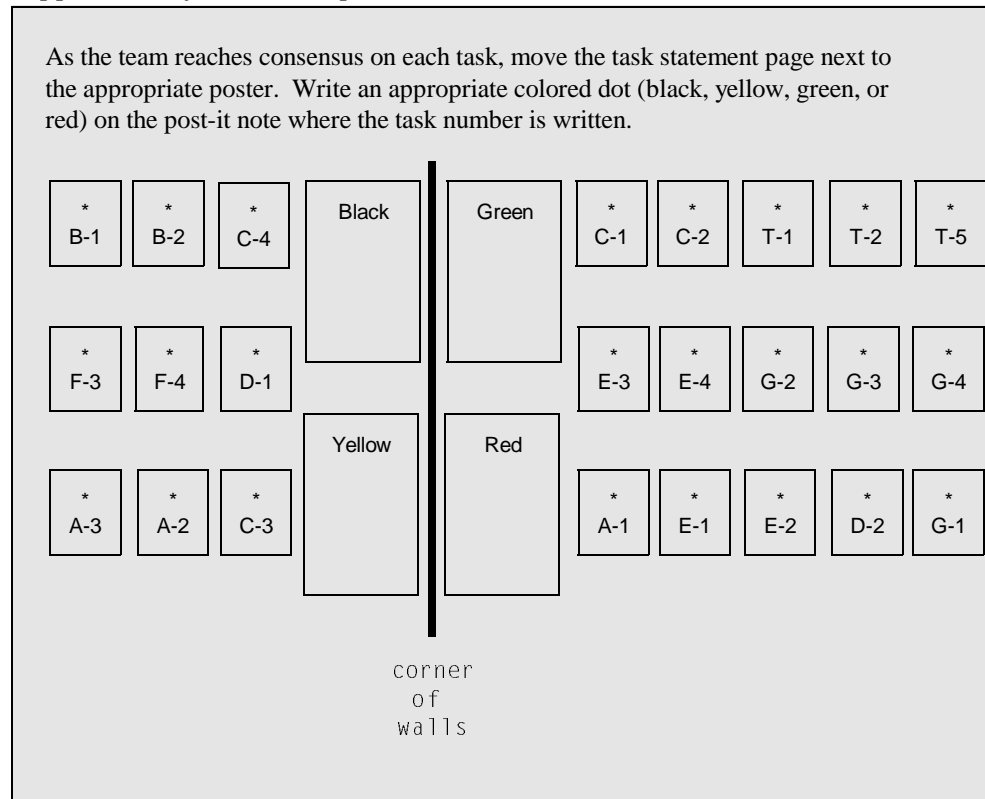 As the team reaches consensus on each task, move the task statement page next to
the appropriate poster.  Write an appropriate colored dot (black, yellow, green, or
red) on the post-it note where the task number is written.
* * * Black Green * * * * *
B-1 B-2 C-4 C-1 C-2 T-1 T-2 T-5
* * * * * * * *
F-3 F-4 D-1 E-3 E-4 G-2 G-3 G-4
Yellow Red
* * * * * * * *
A-3 A-2 C-3 A-1 E-1 E-2 D-2 G-1
corner
of
walls